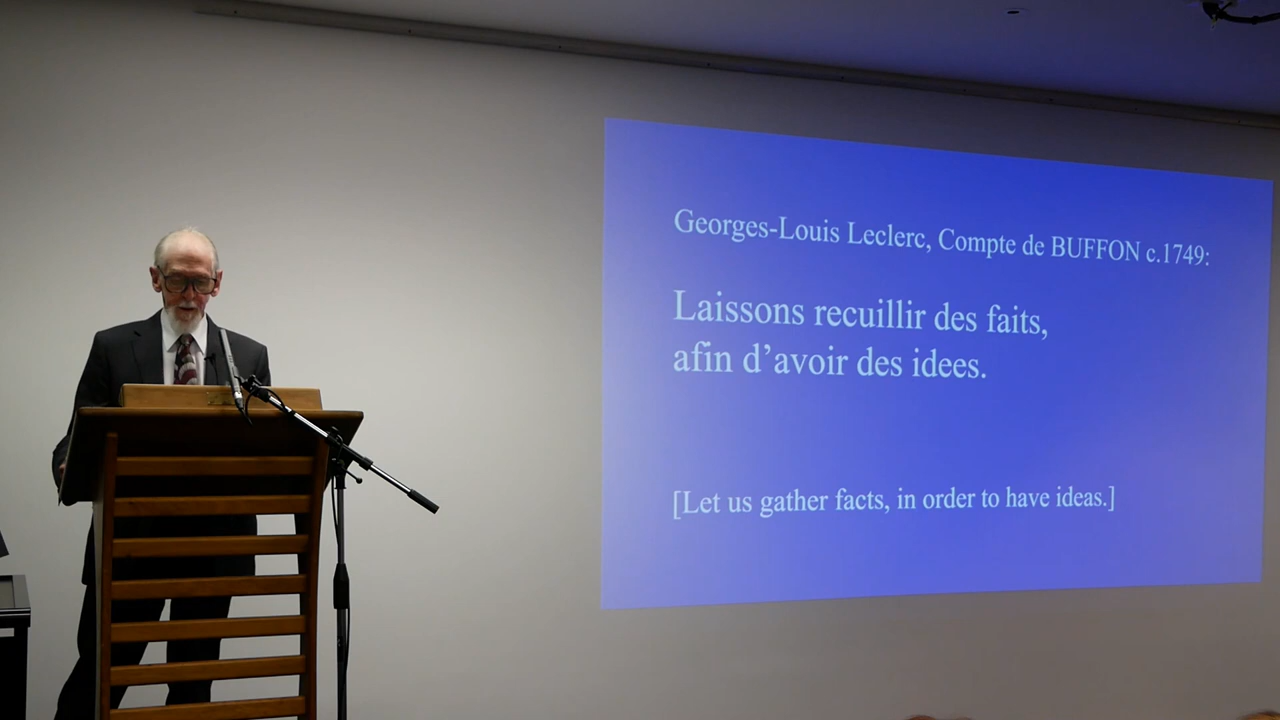 Georges-Louis Leclerc, Compte de BUFFON c.1749:
Laissons recuillir des faits,
afin d’avoir des idees.
[Let us gather facts, in order to have ideas.]